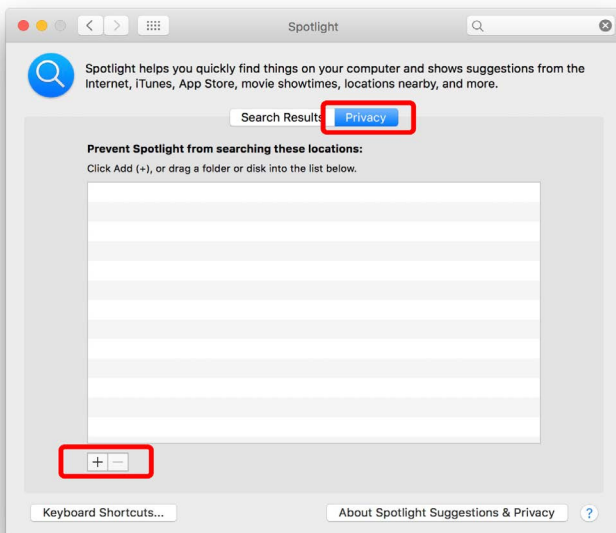 Spotlight
Spotlight helps you quickly find things on your computer and shows suggestions from the
Internet, iTunes, App Store, movie showtimes, locations nearby, and more.
Search Results Privacy
Prevent Spotlight from searching these locations:
Click Add (+), or drag a folder or disk into the list below.
+ −
Keyboard Shortcuts... About Spotlight Suggestions & Privacy ?